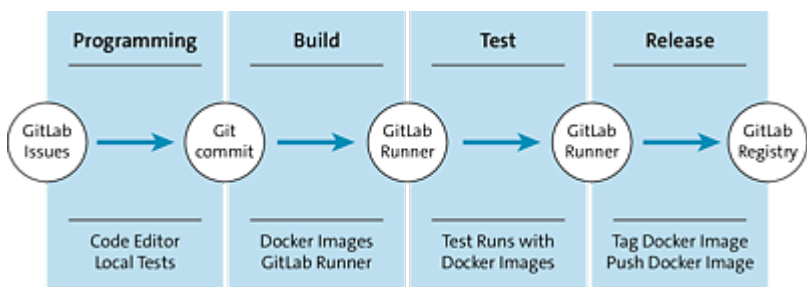 Programming
Build
Test
Release
GitLab
Issues
Git
commit
GitLab
Runner
GitLab
Runner
GitLab
Registry
Code Editor
Local Tests
Docker Images
GitLab Runner
Test Runs with
Docker Images
Tag Docker Image
Push Docker Image